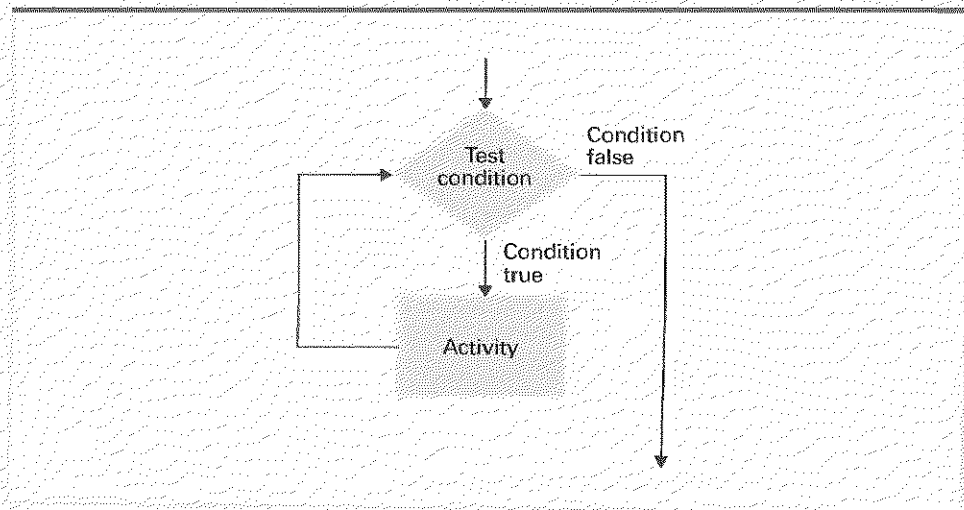 Test
condition
Condition
false
Condition
true
Activity